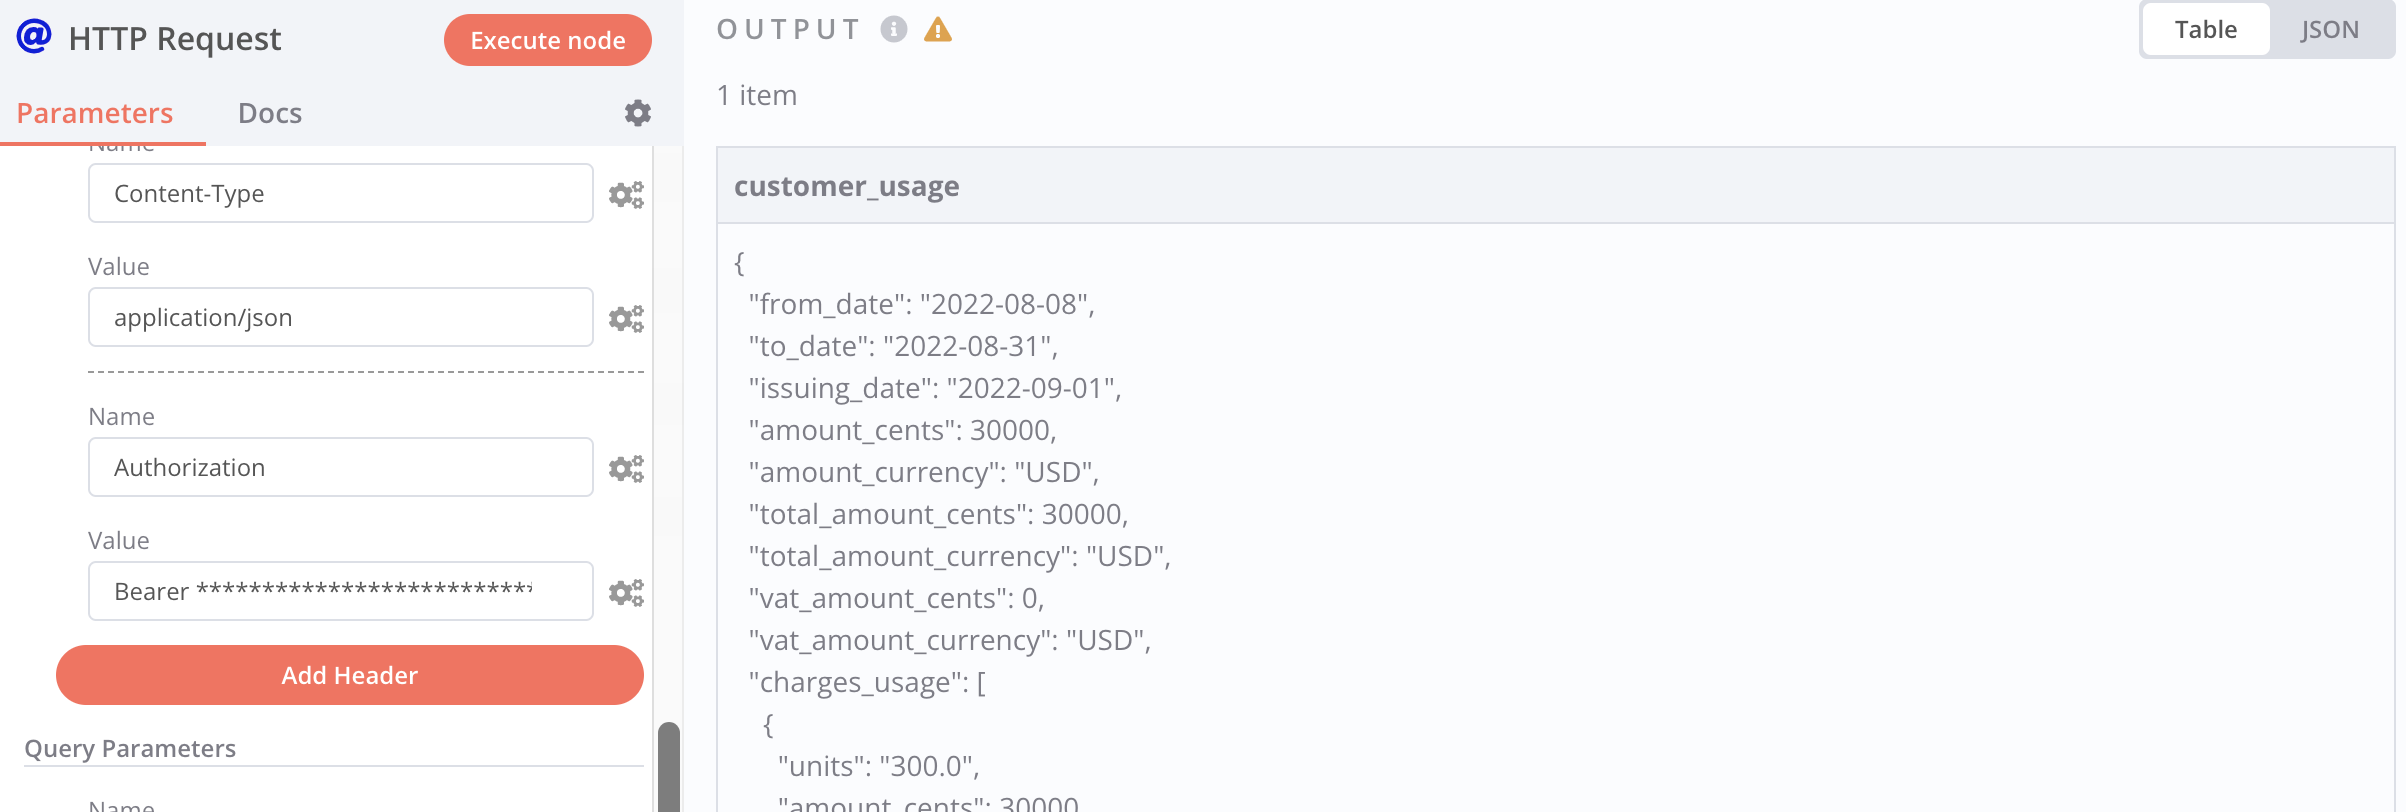 HTTP Request
Execute node
Parameters
Docs
Name
Content-Type
Value
application/json
Name
Authorization
Value
Bearer **************************
Add Header
Query Parameters
Name
OUTPUT
Table
JSON
1 item
customer_usage
{
"from_date": "2022-08-08",
"to_date": "2022-08-31",
"issuing_date": "2022-09-01",
"amount_cents": 30000,
"amount_currency": "USD",
"total_amount_cents": 30000,
"total_amount_currency": "USD",
"vat_amount_cents": 0,
"vat_amount_currency": "USD",
"charges_usage": [
{
"units": "300.0",
"amount_cents": 30000,